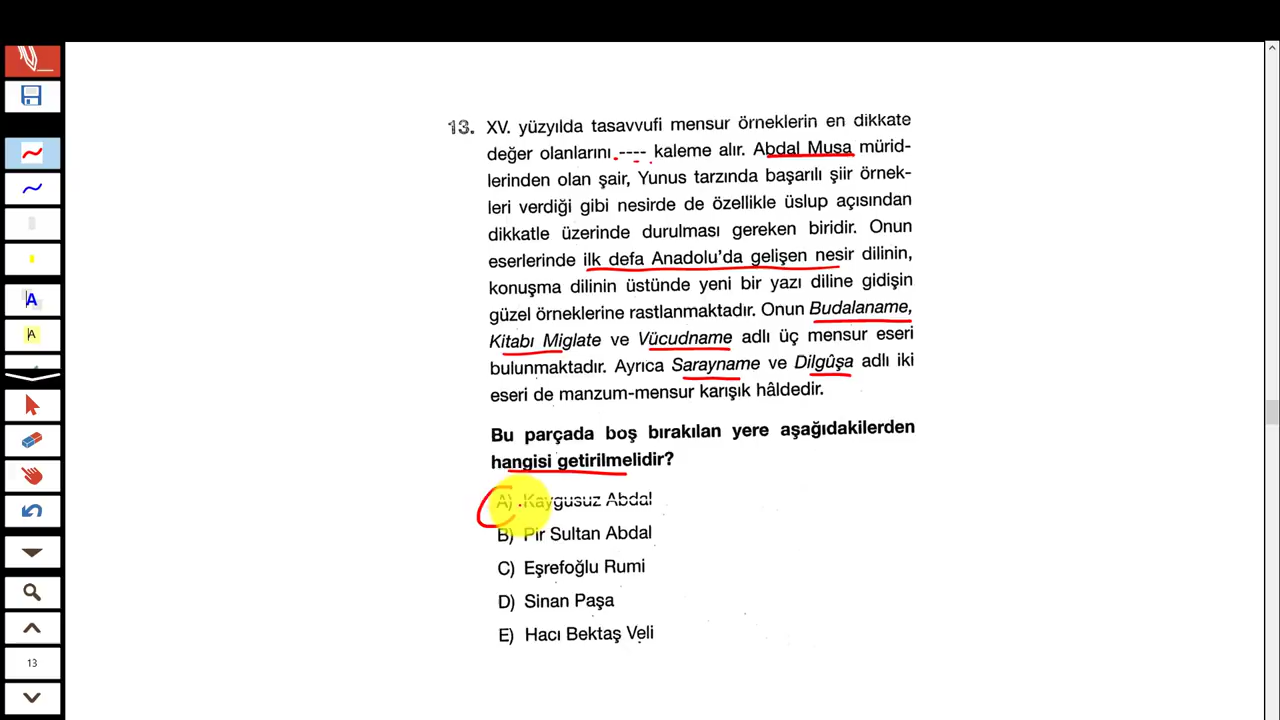 13. XV. yüzyılda tasavvufi mensur örneklerin en dikkate
değer olanlarını ---- kaleme alır. Abdal Musa mürid-
lerinden olan şair, Yunus tarzında başarılı şiir örnek-
leri verdiği gibi nesirde de özellikle üslup açısından
dikkatle üzerinde durulması gereken biridir. Onun
eserlerinde ilk defa Anadolu'da gelişen nesir dilinin,
konuşma dilinin üstünde yeni bir yazı diline gidişin
güzel örneklerine rastlanmaktadır. Onun Budalaname,
Kitabı Miglate ve Vücudname adlı üç mensur eseri
bulunmaktadır. Ayrıca Sarayname ve Dilgûşa adlı iki
eseri de manzum-mensur karışık hâldedir.
Bu parçada boş bırakılan yere aşağıdakilerden
hangisi getirilmelidir?
A) Kaygusuz Abdal
B) Pir Sultan Abdal
C) Eşrefoğlu Rumi
D) Sinan Paşa
E) Hacı Bektaş Veli
A
A
13